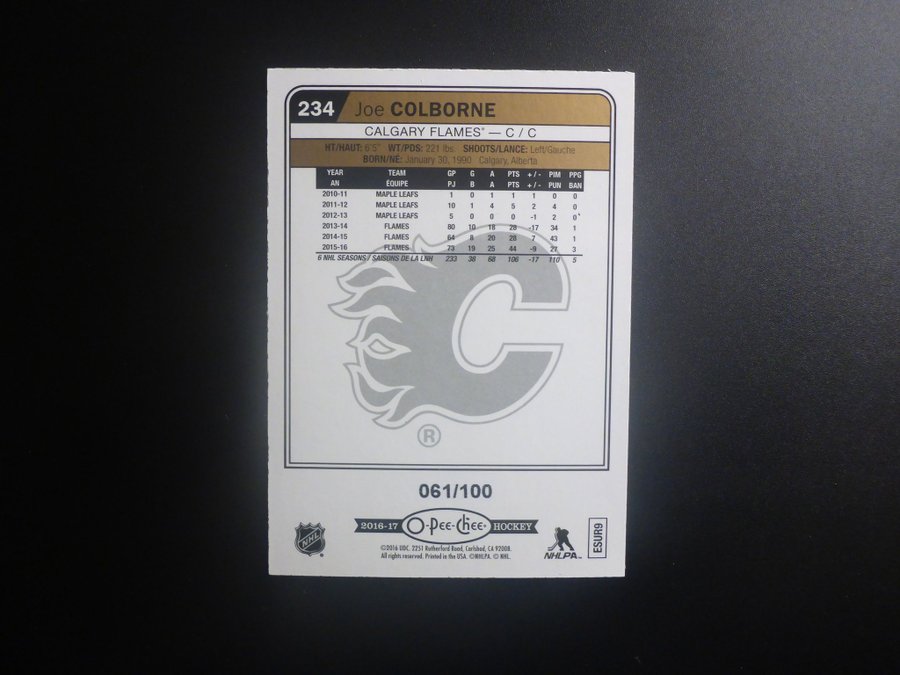 234 Joe COLBORNE
CALGARY FLAMES® — C / C
HT/HAUT: 6'5" WT/PDS: 221 lbs SHOOTS/LANCE: Left/Gauche
BORN/NÉ: January 30, 1990 Calgary, Alberta
YEAR TEAM GP G A PTS +/- PIM PPG
AN ÉQUIPE PJ B A PTS +/- PUN BAN
2010-11 MAPLE LEAFS 1 0 1 1 1 0 0
2011-12 MAPLE LEAFS 10 1 4 5 2 4 0
2012-13 MAPLE LEAFS 5 0 0 0 -1 2 0
2013-14 FLAMES 80 10 18 28 -17 34 1
2014-15 FLAMES 64 8 20 28 7 43 1
2015-16 FLAMES 73 19 25 44 -9 27 3
6 NHL SEASONS / SAISONS DE LA LNH 233 38 68 106 -17 110 5
C
®
061/100
2016-17 O-Pee-Chee® HOCKEY
NHL
NHLPA™
ESUR9
©2016 UDC, 2251 Rutherford Road, Carlsbad, CA 92008.
All rights reserved. Printed in the USA. ©NHLPA. © NHL.